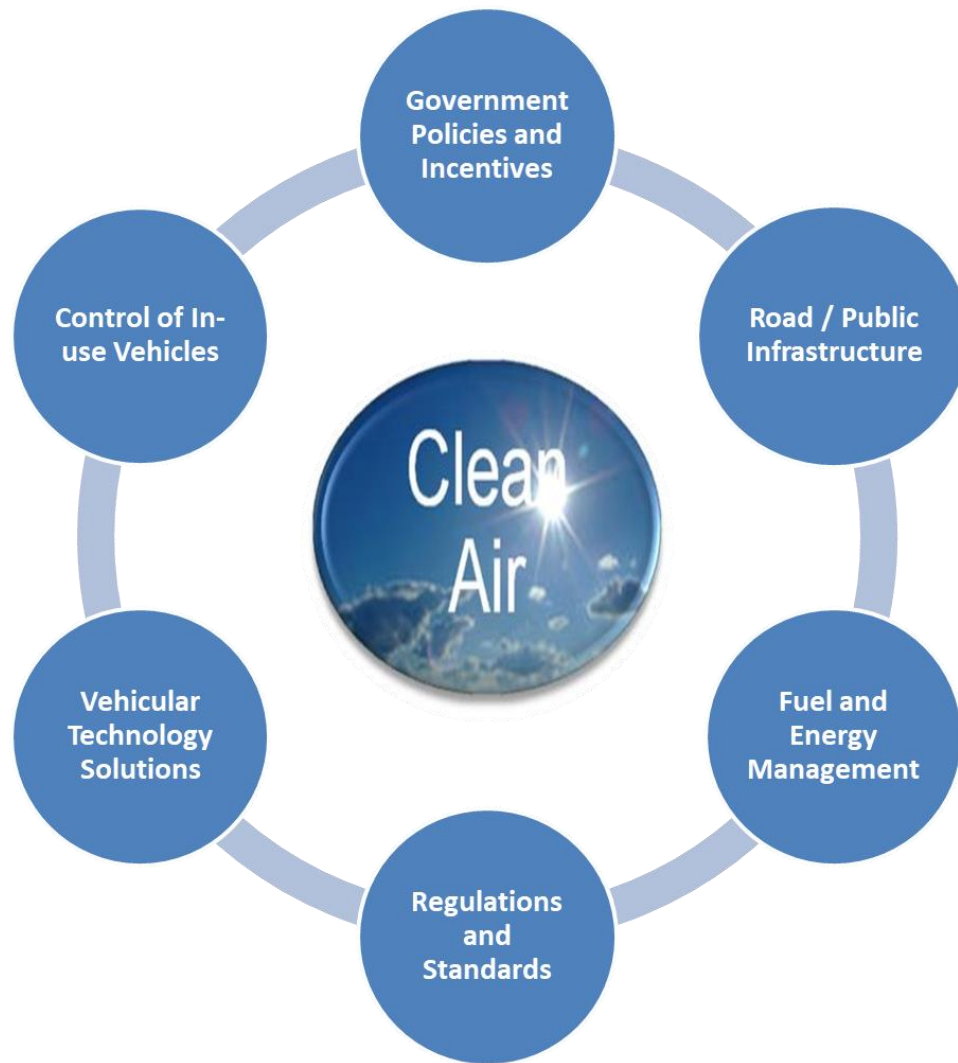 Government
Policies and
Incentives
Road / Public
Infrastructure
Fuel and
Energy
Management
Regulations
and
Standards
Vehicular
Technology
Solutions
Control of In-
use Vehicles
Clean
Air